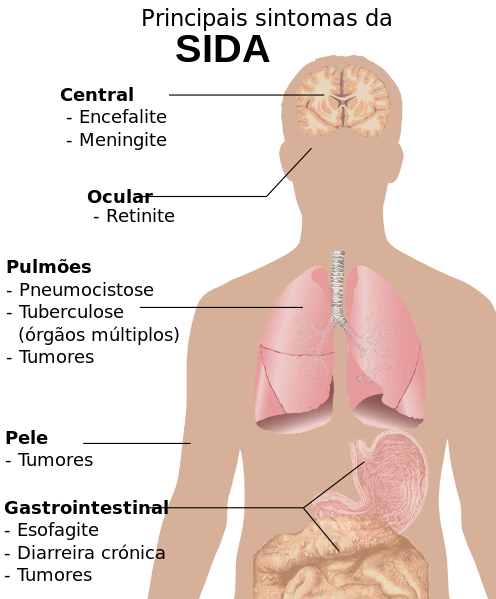 Principais sintomas da
SIDA
Central
- Encefalite
- Meningite
Ocular
- Retinite
Pulmões
- Pneumocistose
- Tuberculose
(órgãos múltiplos)
- Tumores
Pele
- Tumores
Gastrointestinal
- Esofagite
- Diarreira crónica
- Tumores